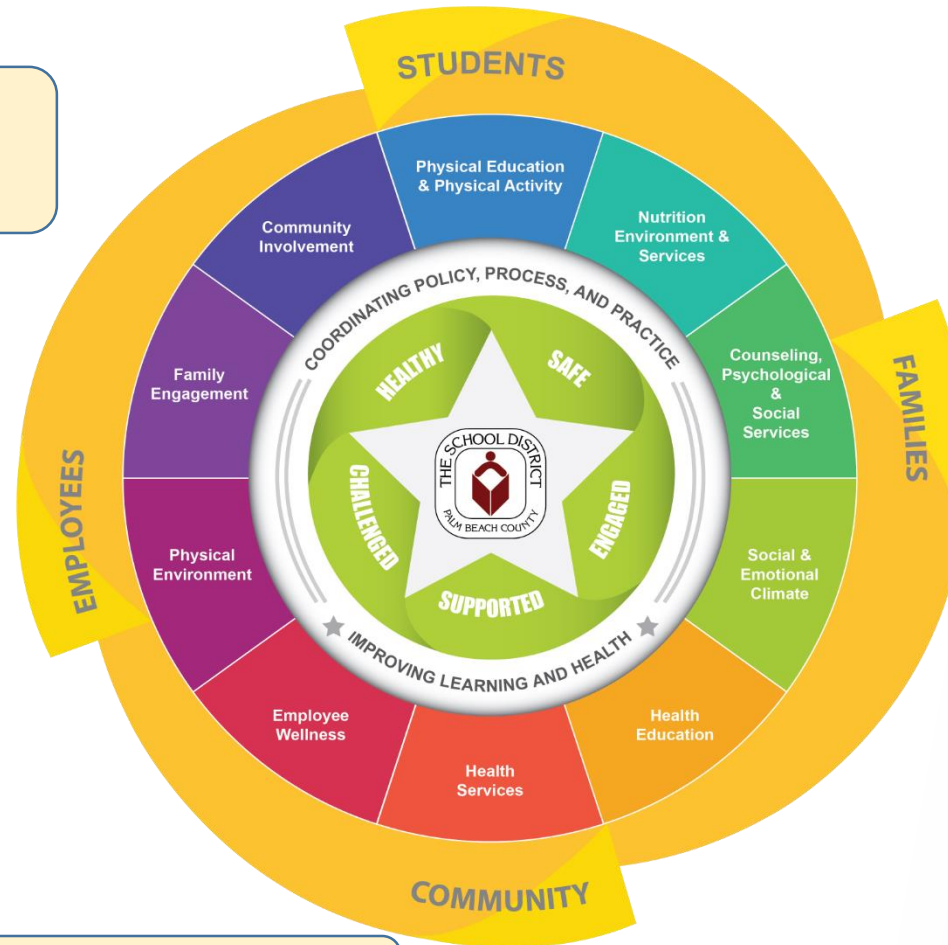 STUDENTS
Physical Education
& Physical Activity
Nutrition
Environment &
Services
Counseling,
Psychological
&
Social
Services
Social &
Emotional
Climate
Health
Education
Health
Services
Employee
Wellness
Physical
Environment
Family
Engagement
Community
Involvement
FAMILIES
COMMUNITY
EMPLOYEES
COORDINATING POLICY, PROCESS, AND PRACTICE
IMPROVING LEARNING AND HEALTH
HEALTHY
SAFE
ENGAGED
SUPPORTED
CHALLENGED
THE SCHOOL DISTRICT
PALM BEACH COUNTY